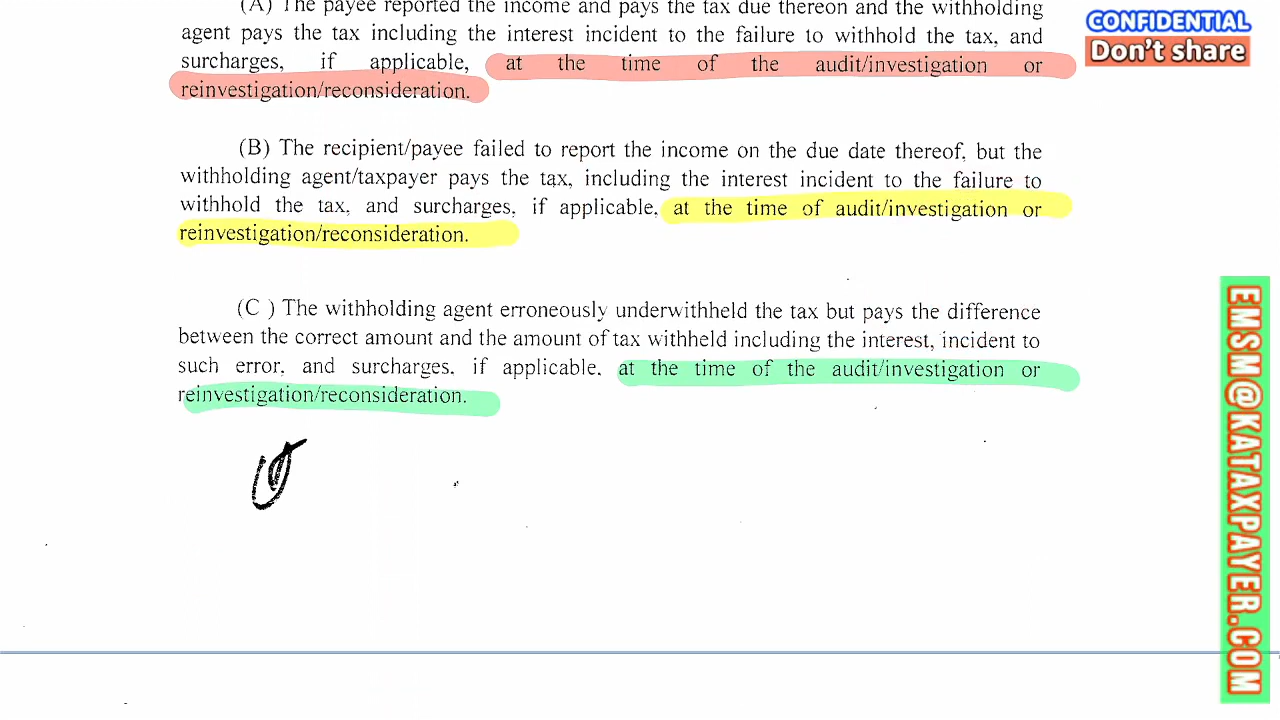 (A) The payee reported the income and pays the tax due thereon and the withholding
agent pays the tax including the interest incident to the failure to withhold the tax, and
surcharges, if applicable, at the time of the audit/investigation or
reinvestigation/reconsideration.
(B) The recipient/payee failed to report the income on the due date thereof, but the
withholding agent/taxpayer pays the tax, including the interest incident to the failure to
withhold the tax, and surcharges, if applicable, at the time of audit/investigation or
reinvestigation/reconsideration.
(C ) The withholding agent erroneously underwithheld the tax but pays the difference
between the correct amount and the amount of tax withheld including the interest, incident to
such error, and surcharges, if applicable, at the time of the audit/investigation or
reinvestigation/reconsideration.
CONFIDENTIAL
Don't share
EMSM@KATAXPAYER.COM